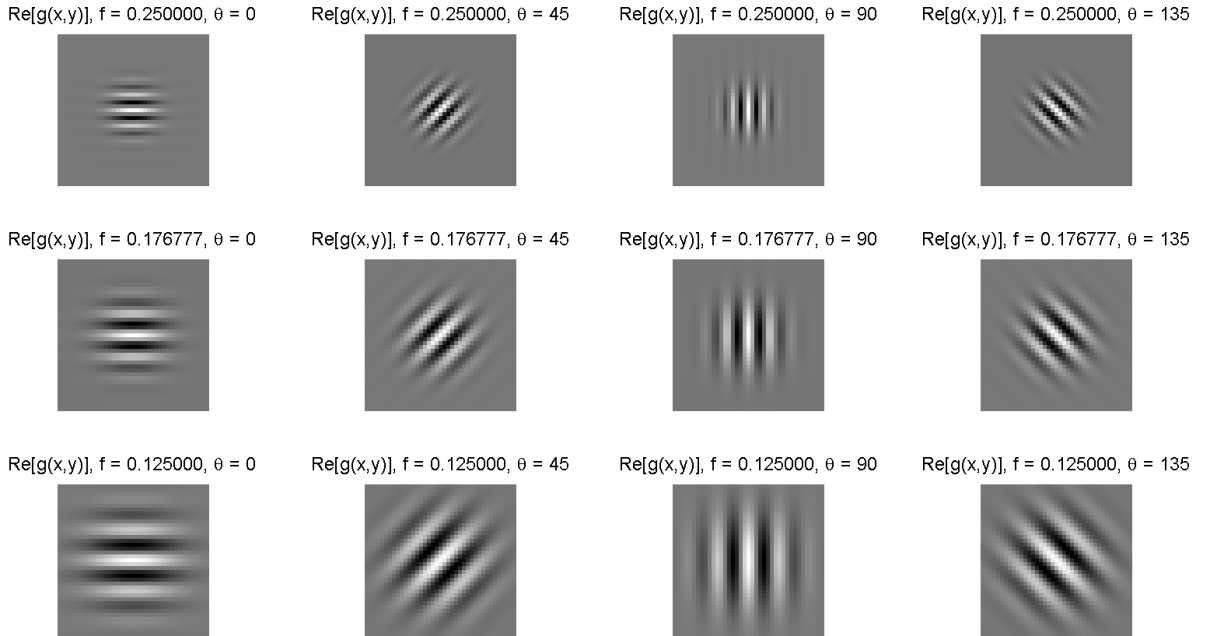 Re[g(x,y)], f = 0.250000, θ = 0
Re[g(x,y)], f = 0.250000, θ = 45
Re[g(x,y)], f = 0.250000, θ = 90
Re[g(x,y)], f = 0.250000, θ = 135
Re[g(x,y)], f = 0.176777, θ = 0
Re[g(x,y)], f = 0.176777, θ = 45
Re[g(x,y)], f = 0.176777, θ = 90
Re[g(x,y)], f = 0.176777, θ = 135
Re[g(x,y)], f = 0.125000, θ = 0
Re[g(x,y)], f = 0.125000, θ = 45
Re[g(x,y)], f = 0.125000, θ = 90
Re[g(x,y)], f = 0.125000, θ = 135